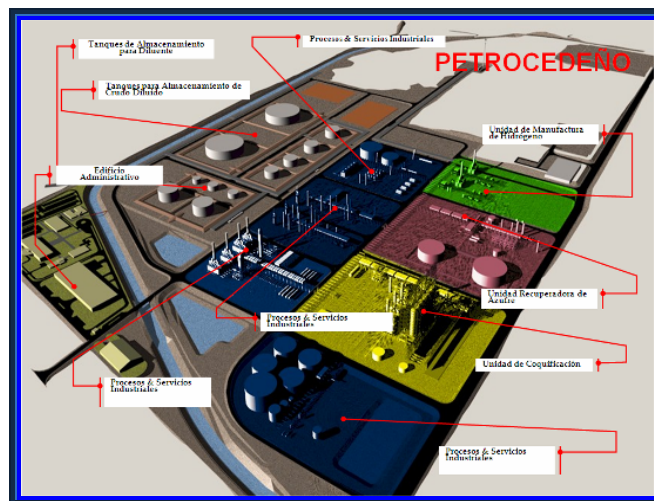 Tanques de Almacenamiento
para Diluente
Procesos & Servicios Industriales
PETROCEDEÑO
Tanques para Almacenamiento de
Crudo Diluido
Unidad de Manufactura
de Hidrógeno
Edificio
Administrativo
Unidad Recuperadora de
Azufre
Procesos & Servicios
Industriales
Unidad de Coquificación
Procesos & Servicios
Industriales
Procesos & Servicios
Industriales